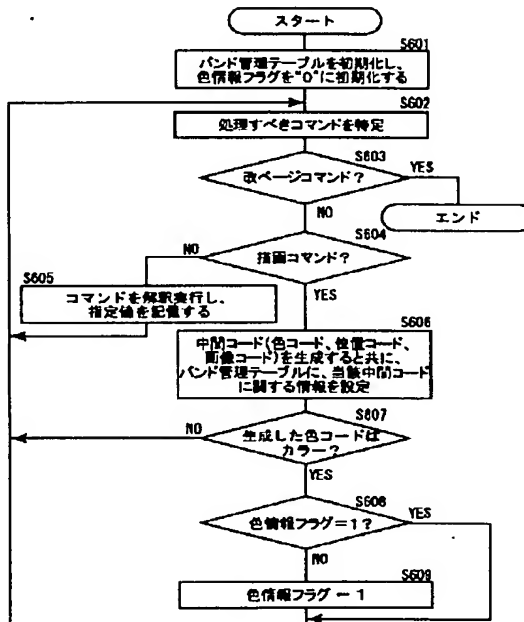 スタート
S601
バンド管理テーブルを初期化し、
色情報フラグを"0"に初期化する
S602
処理すべきコマンドを特定
S603
改ページコマンド?
YES
NO
エンド
S604
描画コマンド?
NO
YES
S605
コマンドを解釈実行し、
指定値を記憶する
S606
中間コード(色コード、位置コード、
画像コード)を生成すると共に、
バンド管理テーブルに、当該中間コード
に関する情報を設定
S607
生成した色コードは
カラー?
NO
YES
S608
色情報フラグ=1?
YES
NO
S609
色情報フラグ ← 1